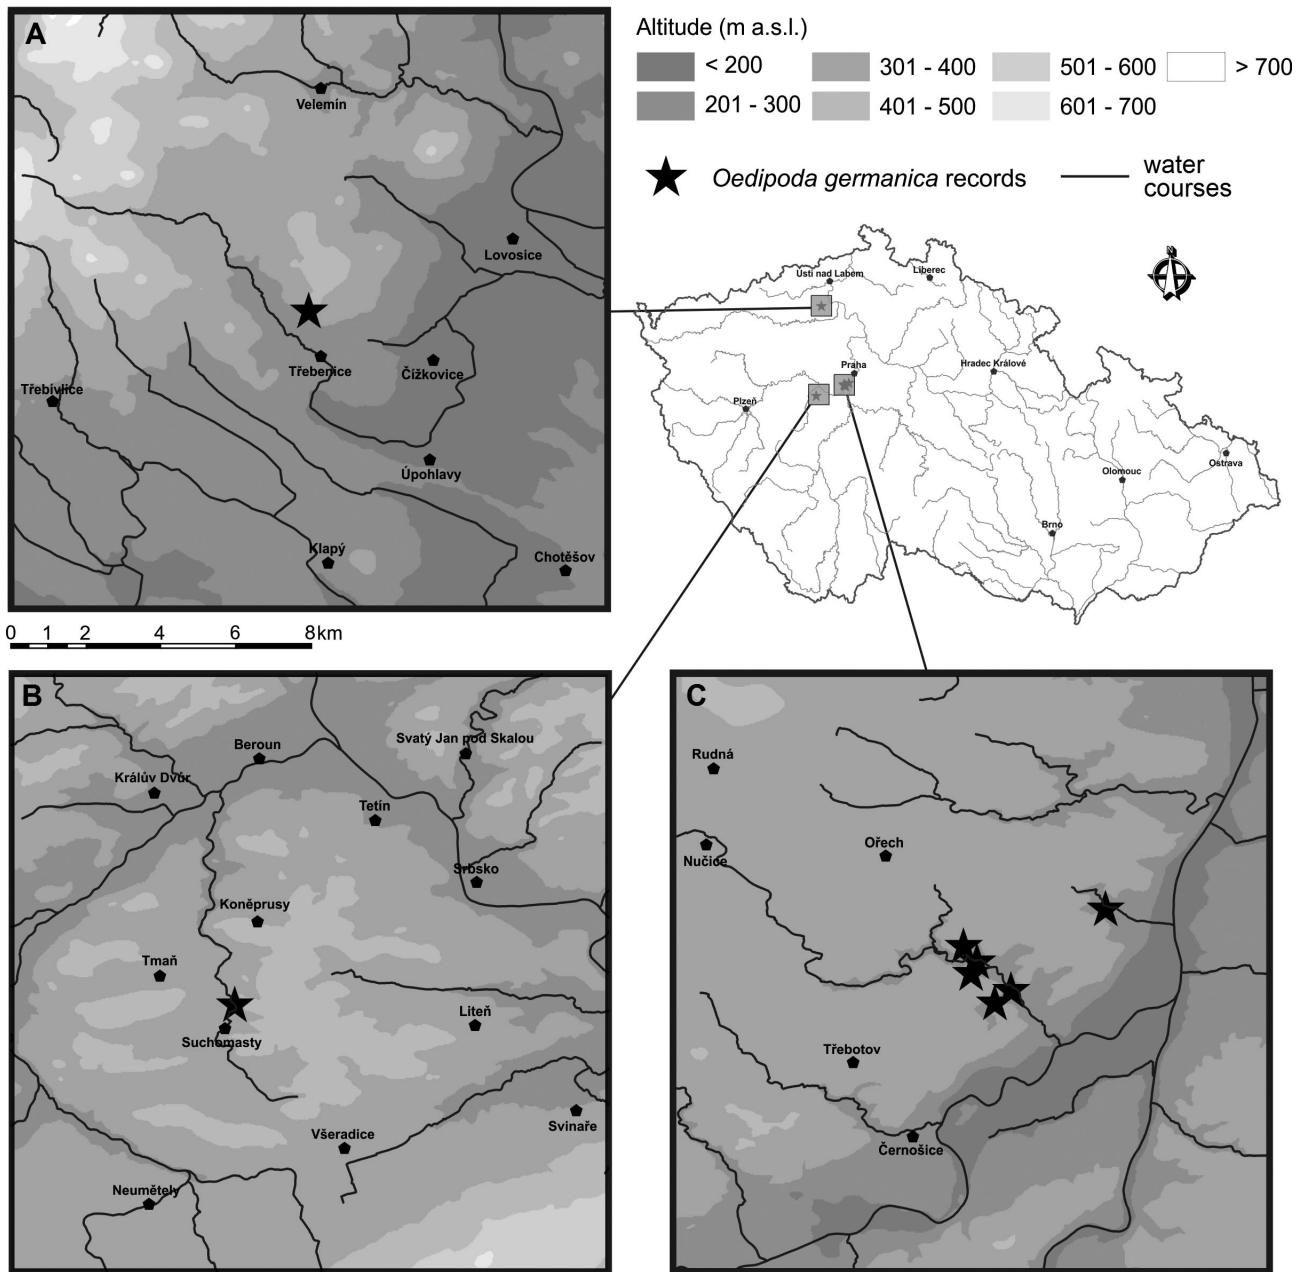 A
Velemín
Lovosice
Třebenice
Čížkovice
Třebívlice
Úpohlavy
Klapý
Chotěšov
0 1 2 4 6 8km
Altitude (m a.s.l.)
< 200 301 - 400 501 - 600 > 700
201 - 300 401 - 500 601 - 700
Oedipoda germanica records
water
courses
N
Ústí nad Labem
Liberec
Praha
Hradec Králové
Plzeň
Olomouc
Ostrava
Brno
B
Svatý Jan pod Skalou
Beroun
Králův Dvůr
Tetín
Srbsko
Koněprusy
Tmaň
Liteň
Suchomasty
Svinaře
Všeradice
Neumětely
C
Rudná
Ořech
Nučice
Třebotov
Černošice